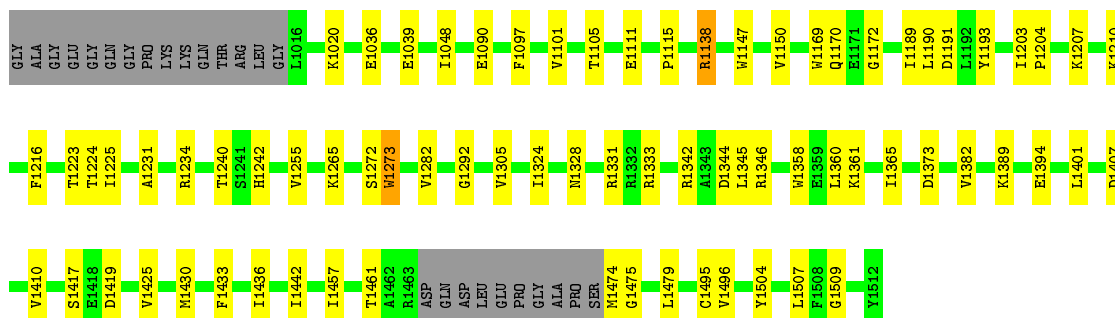 GLY ALA GLY GLU GLY GLN GLY PRO LYS LYS GLN THR ARG LEU GLY L1016 K1020 E1036 E1039 I1048 E1090 F1097 V1101 T1105 E1111 P1115 R1138 W1147 V1150 W1169 Q1170 E1171 G1172 I1189 L1190 D1191 L1192 Y1193 I1203 P1204 K1207
F1216 T1223 T1224 I1225 A1231 R1234 T1240 S1241 H1242 V1255 K1265 S1272 W1273 V1282 G1292 V1305 I1324 N1328 R1331 R1332 R1333 R1342 A1343 D1344 L1345 R1346 W1358 E1359 L1360 K1361 I1365 D1373 V1382 K1389 E1394 L1401
V1410 S1417 E1418 D1419 V1425 M1430 F1433 I1436 I1442 I1457 T1461 A1462 R1463 ASP GLN ASP LEU GLU PRO GLY ALA PRO SER M1474 G1475 L1479 C1495 V1496 Y1504 L1507 F1508 G1509 Y1512